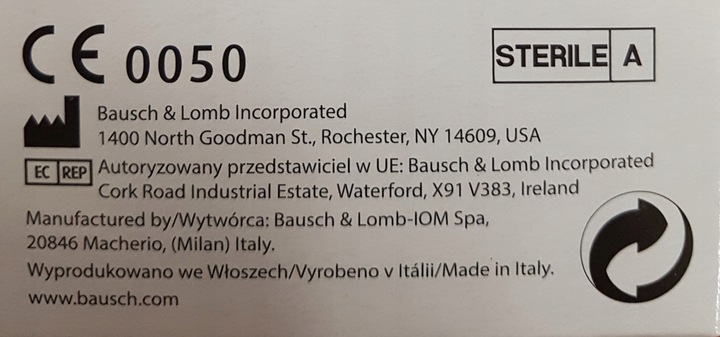 CE 0050
STERILE A
Bausch & Lomb Incorporated
1400 North Goodman St., Rochester, NY 14609, USA
EC REP Autoryzowany przedstawiciel w UE: Bausch & Lomb Incorporated
Cork Road Industrial Estate, Waterford, X91 V383, Ireland
Manufactured by/Wytwórca: Bausch & Lomb-IOM Spa,
20846 Macherio, (Milan) Italy.
Wyprodukowano we Włoszech/Vyrobeno v Itálii/Made in Italy.
www.bausch.com